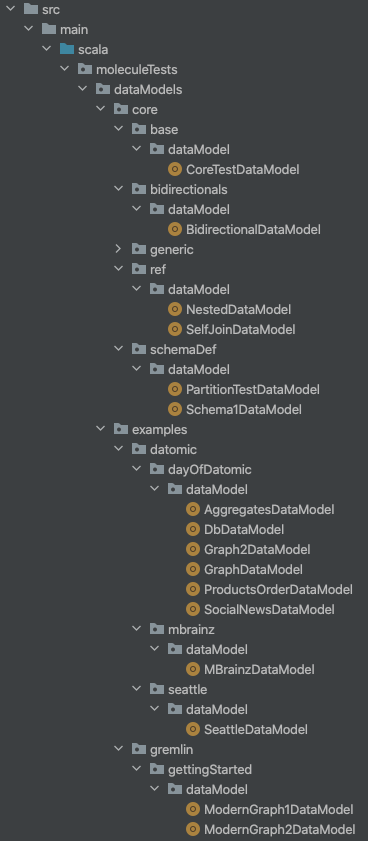 src
main
scala
moleculeTests
dataModels
core
base
dataModel
CoreTestDataModel
bidirectionals
dataModel
BidirectionalDataModel
generic
ref
dataModel
NestedDataModel
SelfJoinDataModel
schemaDef
dataModel
PartitionTestDataModel
Schema1DataModel
examples
datomic
dayOfDatomic
dataModel
AggregatesDataModel
DbDataModel
Graph2DataModel
GraphDataModel
ProductsOrderDataModel
SocialNewsDataModel
mbrainz
dataModel
MBrainzDataModel
seattle
dataModel
SeattleDataModel
gremlin
gettingStarted
dataModel
ModernGraph1DataModel
ModernGraph2DataModel